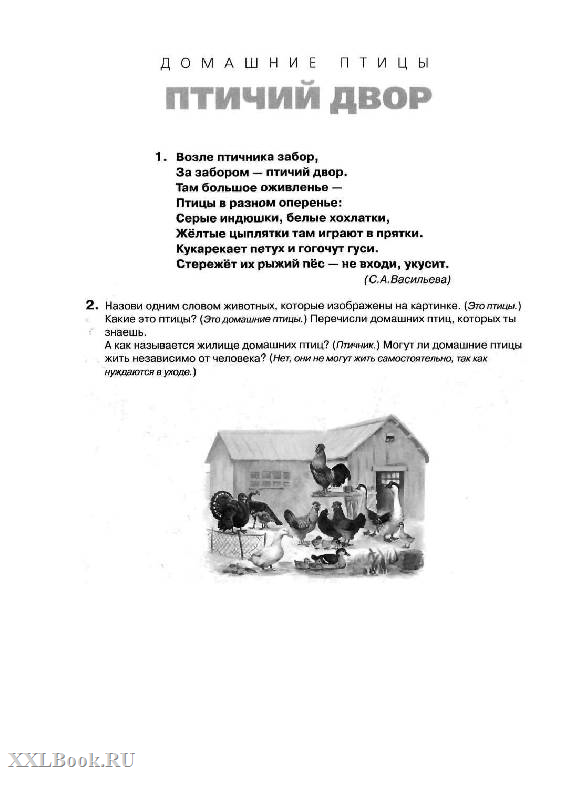 ДОМАШНИЕ ПТИЦЫ
ПТИЧИЙ ДВОР
1. Возле птичника забор,
За забором — птичий двор.
Там большое оживленье —
Птицы в разном оперенье:
Серые индюшки, белые хохлатки,
Жёлтые цыплятки там играют в прятки.
Кукарекает петух и гогочут гуси.
Стережёт их рыжий пёс — не входи, укусит.
(С.А.Васильева)
2. Назови одним словом животных, которые изображены на картинке. (Это птицы.)
Какие это птицы? (Это домашние птицы.) Перечисли домашних птиц, которых ты
знаешь.
А как называется жилище домашних птиц? (Птичник.) Могут ли домашние птицы
жить независимо от человека? (Нет, они не могут жить самостоятельно, так как
нуждаются в уходе.)
XXLBook.РU